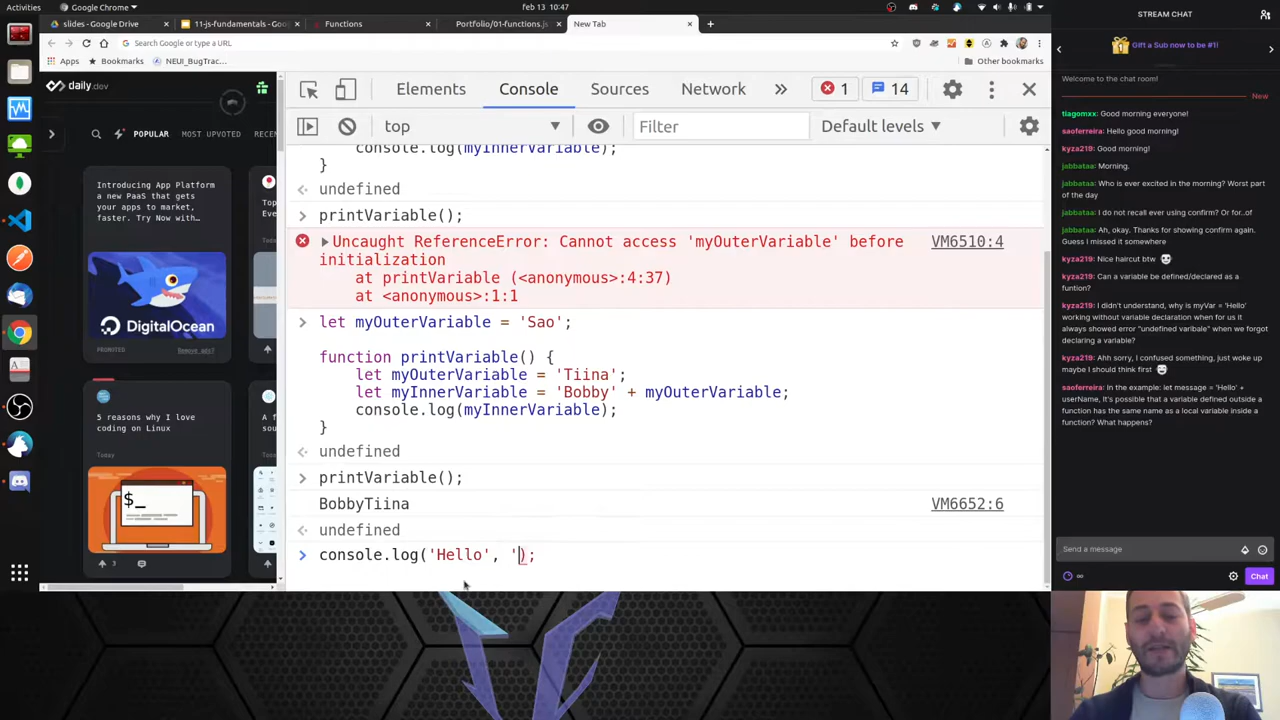 Activities
Google Chrome
feb 13 10:47
slides - Google Drive
11-js-fundamentals - Goo
Functions
Portfolio/01-functions.js
New Tab
Search Google or type a URL
Apps
Bookmarks
NEUI_BugTrac...
Other bookmarks
daily.dev
POPULAR
MOST UPVOTED
RECEN
Introducing App Platform
a new PaaS that gets
your apps to market,
faster. Try Now with…
DigitalOcean
PROMOTED
Remove ads?
5 reasons why I love
coding on Linux
Today
$_
3
Elements
Console
Sources
Network
1
14
top
Filter
Default levels
console.log(myInnerVariable);
}
undefined
printVariable();
Uncaught ReferenceError: Cannot access 'myOuterVariable' before
initialization
at printVariable (<anonymous>:4:37)
at <anonymous>:1:1
VM6510:4
let myOuterVariable = 'Sao';
function printVariable() {
let myOuterVariable = 'Tiina';
let myInnerVariable = 'Bobby' + myOuterVariable;
console.log(myInnerVariable);
}
undefined
printVariable();
BobbyTiina
VM6652:6
undefined
console.log('Hello', ');
STREAM CHAT
Gift a Sub now to be #1!
Welcome to the chat room!
New
tiagomxx: Good morning everyone!
saoferreira: Hello good morning!
kyza219: Good morning!
jabbataa: Morning.
jabbataa: Who is ever excited in the morning? Worst part
of the day
jabbataa: I do not recall ever using confirm? Or for..of
jabbataa: Ah, okay. Thanks for showing confirm again.
Guess I missed it somewhere
kyza219: Nice haircut btw
kyza219: Can a variable be defined/declared as a
funtion?
kyza219: I didn't understand, why is myVar = 'Hello'
working without variable declaration when for us it
always showed error "undefined varibale" when we forgot
declaring a variable?
kyza219: Ahh sorry, I confused something, just woke up
maybe I should think first
saoferreira: In the example: let message = 'Hello' +
userName, it's possible that a variable defined outside a
function has the same name as a local variable inside a
function? What happens?
Send a message
Chat